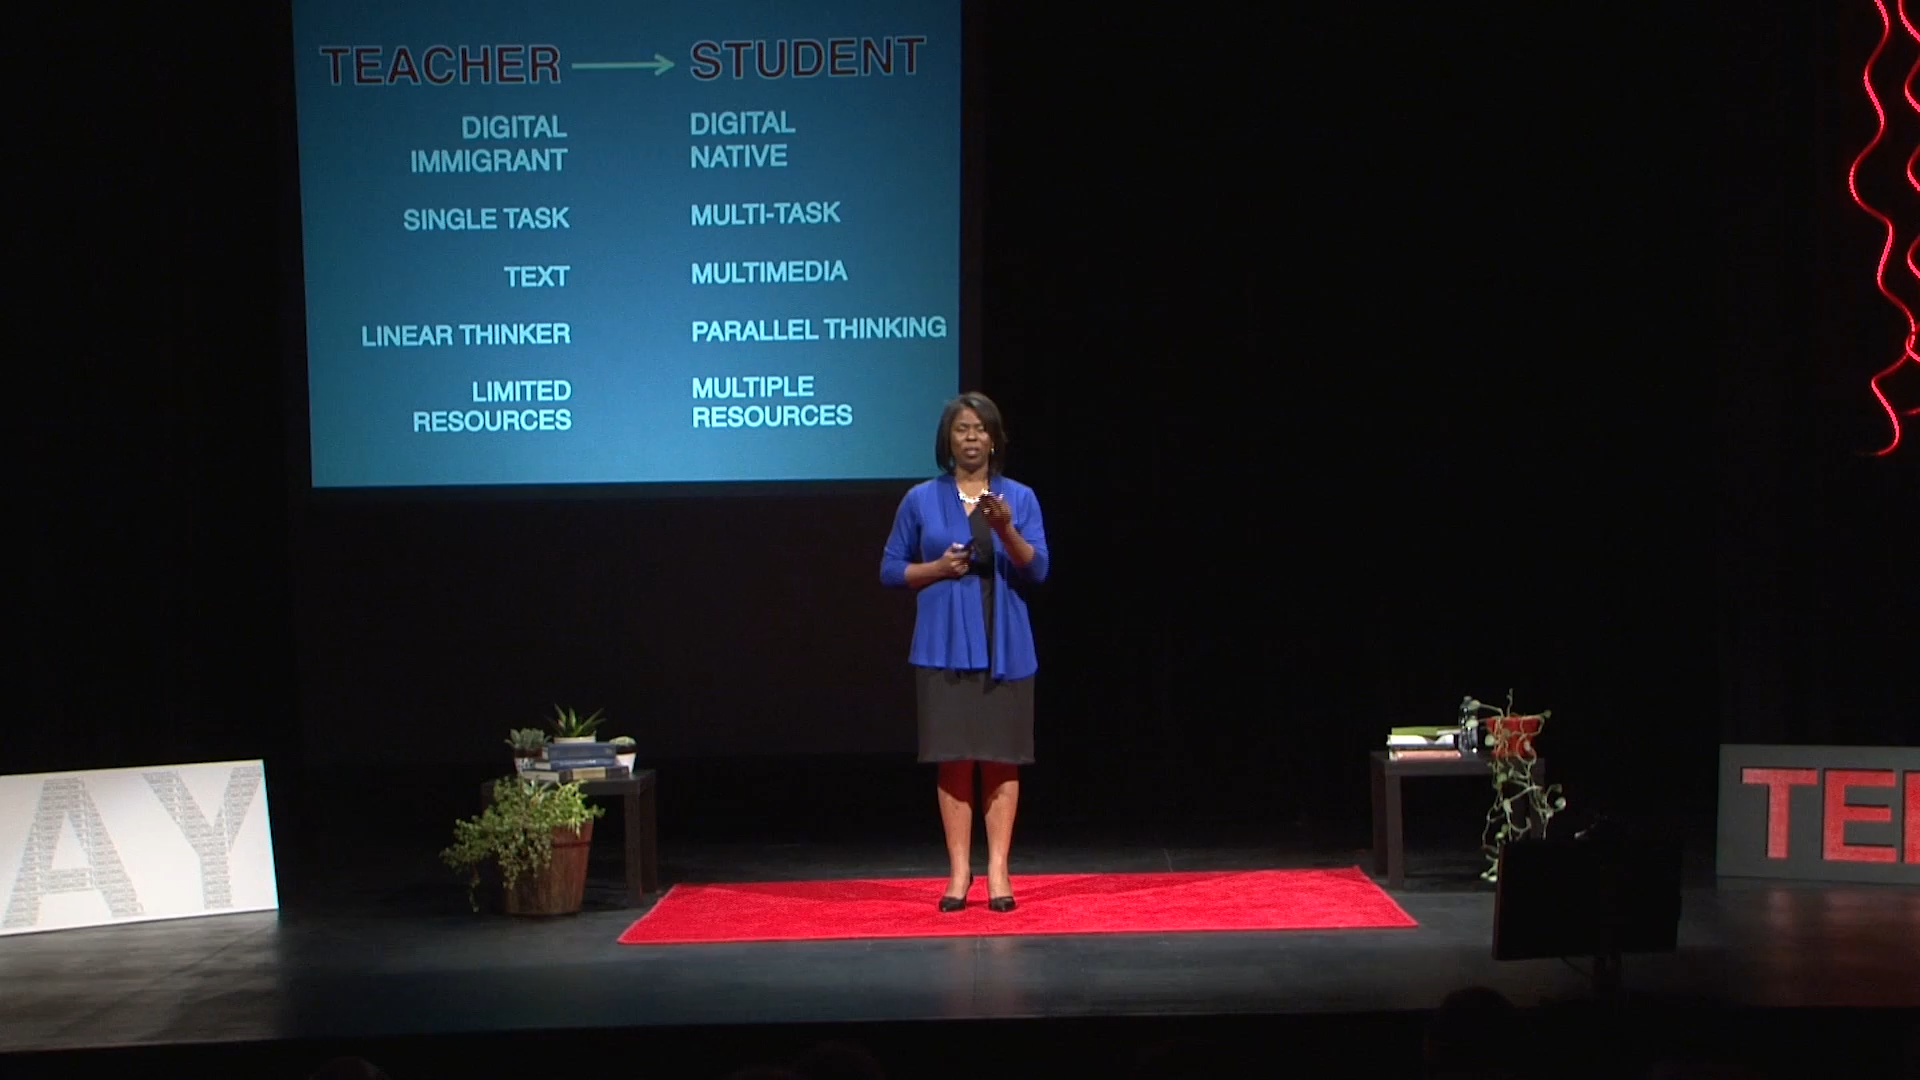 TEACHER → STUDENT
DIGITAL IMMIGRANT
DIGITAL NATIVE
SINGLE TASK
MULTI-TASK
TEXT
MULTIMEDIA
LINEAR THINKER
PARALLEL THINKING
LIMITED RESOURCES
MULTIPLE RESOURCES
AY
TE